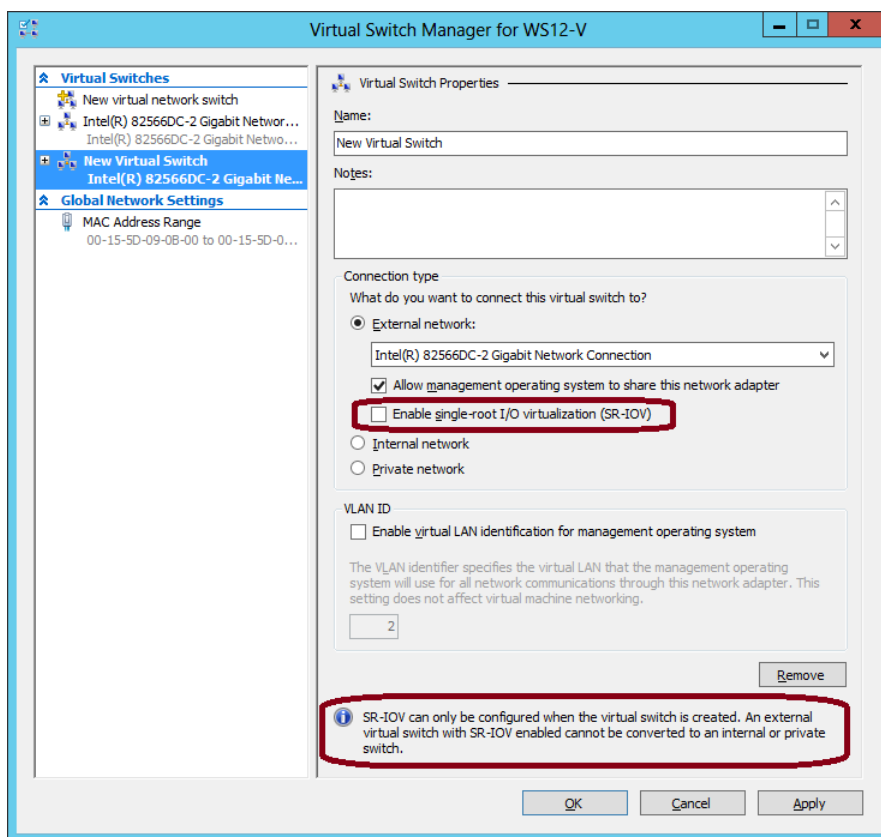 Virtual Switch Manager for WS12-V
Virtual Switches
New virtual network switch
Intel(R) 82566DC-2 Gigabit Networ...
Intel(R) 82566DC-2 Gigabit Netwo...
New Virtual Switch
Intel(R) 82566DC-2 Gigabit Ne...
Global Network Settings
MAC Address Range
00-15-5D-09-0B-00 to 00-15-5D-0...
Virtual Switch Properties
Name:
New Virtual Switch
Notes:
Connection type
What do you want to connect this virtual switch to?
External network:
Intel(R) 82566DC-2 Gigabit Network Connection
Allow management operating system to share this network adapter
Enable single-root I/O virtualization (SR-IOV)
Internal network
Private network
VLAN ID
Enable virtual LAN identification for management operating system
The VLAN identifier specifies the virtual LAN that the management operating
system will use for all network communications through this network adapter. This
setting does not affect virtual machine networking.
2
Remove
SR-IOV can only be configured when the virtual switch is created. An external
virtual switch with SR-IOV enabled cannot be converted to an internal or private
switch.
OK
Cancel
Apply